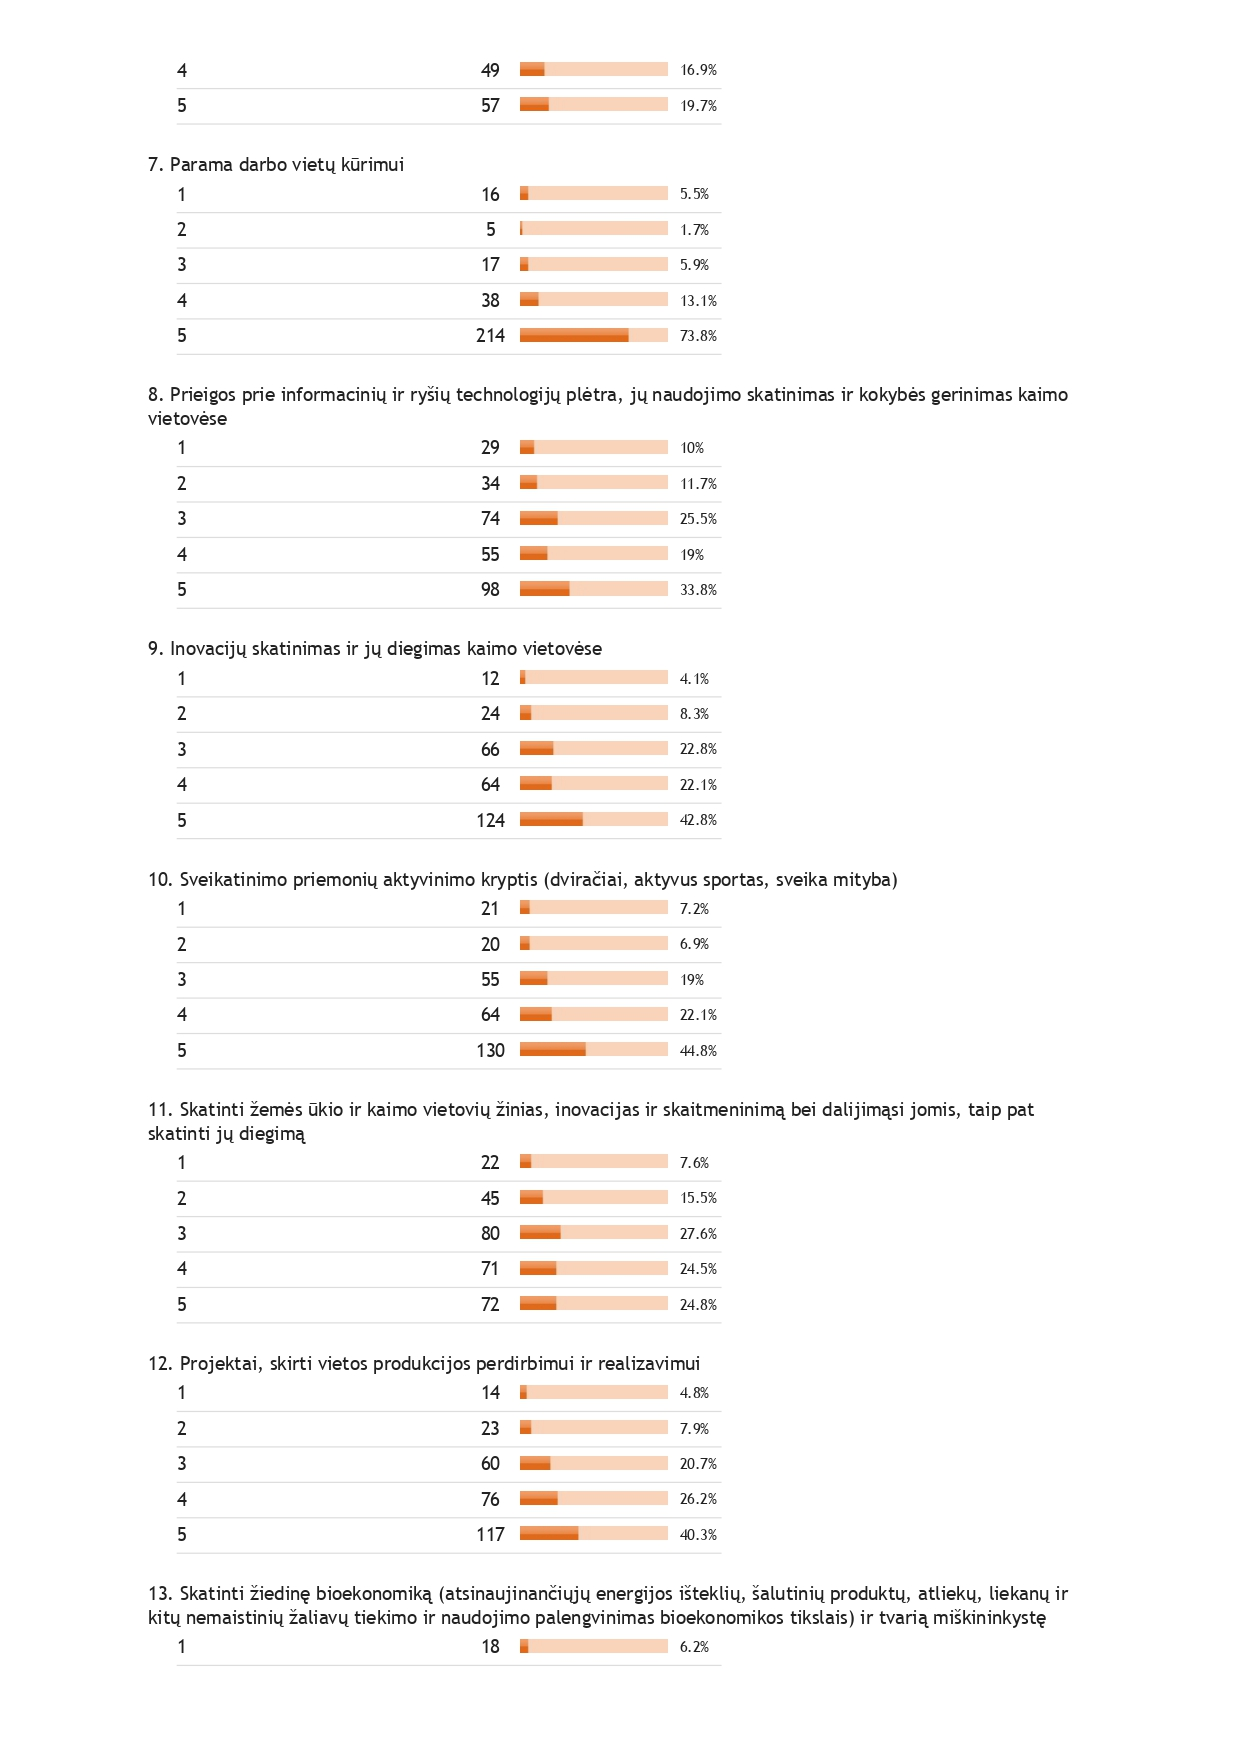 4 49 16.9%
5 57 19.7%
7. Parama darbo vietų kūrimui
1 16 5.5%
2 5 1.7%
3 17 5.9%
4 38 13.1%
5 214 73.8%
8. Prieigos prie informacinių ir ryšių technologijų plėtra, jų naudojimo skatinimas ir kokybės gerinimas kaimo
vietovėse
1 29 10%
2 34 11.7%
3 74 25.5%
4 55 19%
5 98 33.8%
9. Inovacijų skatinimas ir jų diegimas kaimo vietovėse
1 12 4.1%
2 24 8.3%
3 66 22.8%
4 64 22.1%
5 124 42.8%
10. Sveikatinimo priemonių aktyvinimo kryptis (dviračiai, aktyvus sportas, sveika mityba)
1 21 7.2%
2 20 6.9%
3 55 19%
4 64 22.1%
5 130 44.8%
11. Skatinti žemės ūkio ir kaimo vietovių žinias, inovacijas ir skaitmeninimą bei dalijimąsi jomis, taip pat
skatinti jų diegimą
1 22 7.6%
2 45 15.5%
3 80 27.6%
4 71 24.5%
5 72 24.8%
12. Projektai, skirti vietos produkcijos perdirbimui ir realizavimui
1 14 4.8%
2 23 7.9%
3 60 20.7%
4 76 26.2%
5 117 40.3%
13. Skatinti žiedinę bioekonomiką (atsinaujinančiųjų energijos išteklių, šalutinių produktų, atliekų, liekanų ir
kitų nemaistinių žaliavų tiekimo ir naudojimo palengvinimas bioekonomikos tikslais) ir tvarią miškininkystę
1 18 6.2%